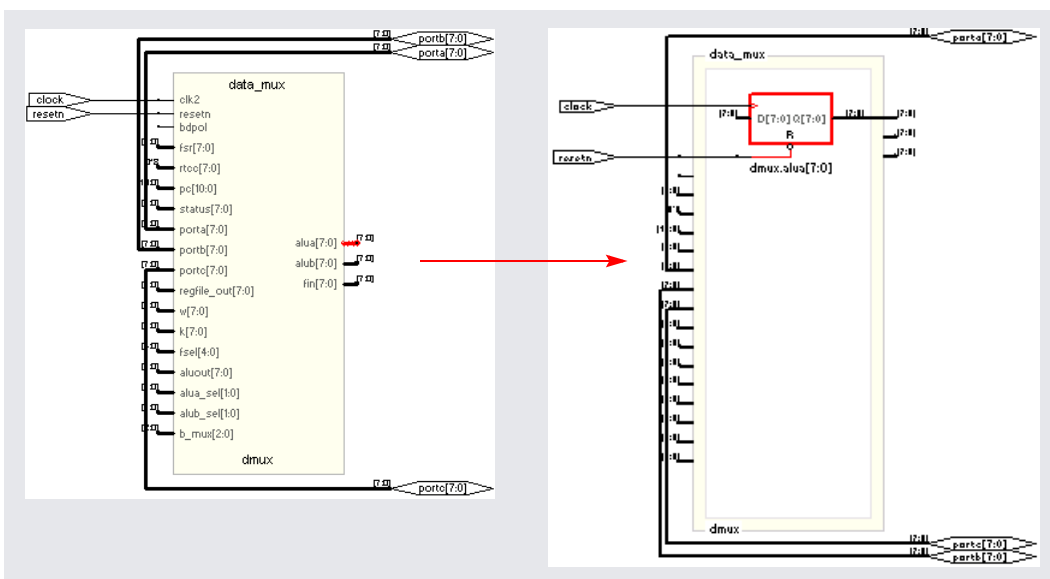 [7:0]
portb[7:0]
[7:0]
porta[7:0]
data_mux
clock
clk2
resetn
resetn
bdpol
fsr[7:0]
rtcc[7:0]
pc[10:0]
status[7:0]
porta[7:0]
portb[7:0]
portc[7:0]
regfile_out[7:0]
w[7:0]
k[7:0]
fsel[4:0]
aluout[7:0]
alua_sel[1:0]
alub_sel[1:0]
b_mux[2:0]
alua[7:0]
[7:0]
alub[7:0]
[7:0]
fin[7:0]
[7:0]
dmux
[7:0]
portc[7:0]
[7:0]
porta[7:0]
data_mux
clock
[7:0]
D[7:0] Q[7:0]
[7:0]
[7:0]
[7:0]
[7:0]
R
resetn
dmux.alua[7:0]
dmux
[7:0]
portc[7:0]
[7:0]
portb[7:0]